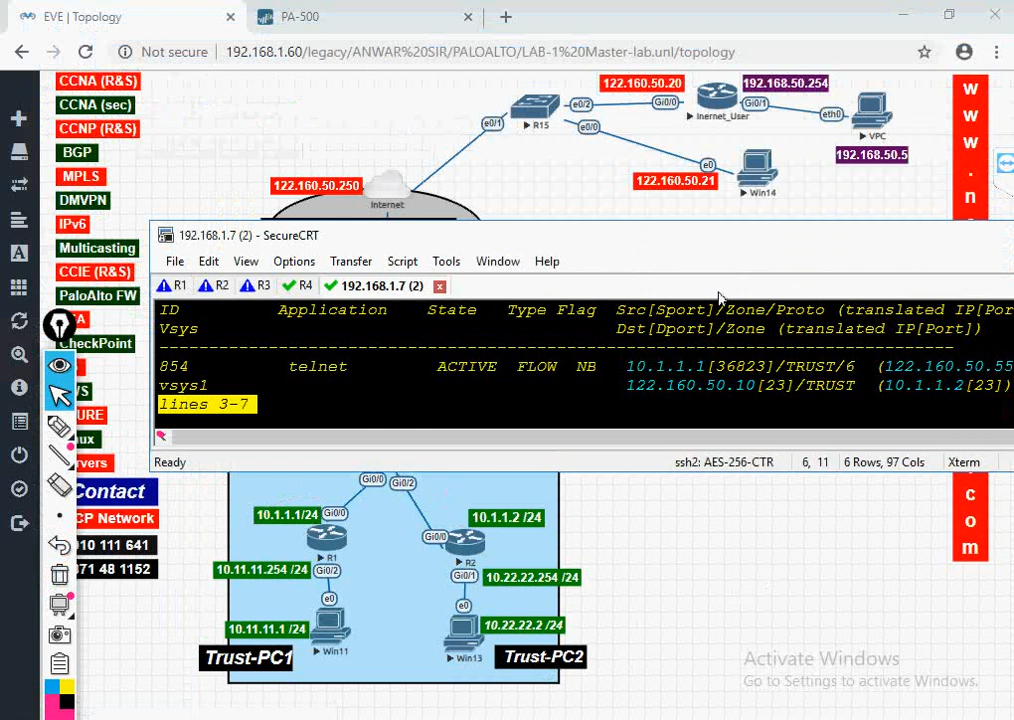 EVE | Topology
PA-500
Not secure
192.168.1.60/legacy/ANWAR%20SIR/PALOALTO/LAB-1%20Master-lab.unl/topology
CCNA (R&S)
CCNA (sec)
CCNP (R&S)
BGP
MPLS
DMVPN
IPv6
Multicasting
CCIE (R&S)
PaloAlto FW
CheckPoint
Contact
CP Network
122.160.50.20
192.168.50.254
e0/2
Gi0/0
Gi0/1
Inernet_User
eth0
VPC
e0/1
R15
e0/0
192.168.50.5
e0
122.160.50.21
Win14
122.160.50.250
Internet
w
w
w
.
n
192.168.1.7 (2) - SecureCRT
File Edit View Options Transfer Script Tools Window Help
R1 R2 R3 R4 192.168.1.7 (2)
ID Application State Type Flag Src[Sport]/Zone/Proto (translated IP[Por
Vsys Dst[Dport]/Zone (translated IP[Port])
854 telnet ACTIVE FLOW NB 10.1.1.1[36823]/TRUST/6 (122.160.50.55
vsys1 122.160.50.10[23]/TRUST (10.1.1.2[23])
lines 3-7
Ready ssh2: AES-256-CTR 6, 11 6 Rows, 97 Cols Xterm
Gi0/0
Gi0/2
10.1.1.1/24
Gi0/0
10.1.1.2 /24
Gi0/0
R1
R2
10.11.11.254 /24
Gi0/2
Gi0/1
10.22.22.254 /24
e0
e0
10.11.11.1 /24
10.22.22.2 /24
Trust-PC1
Win11
Win13
Trust-PC2
10 111 641
071 48 1152
c
o
m
Activate Windows
Go to Settings to activate Windows.